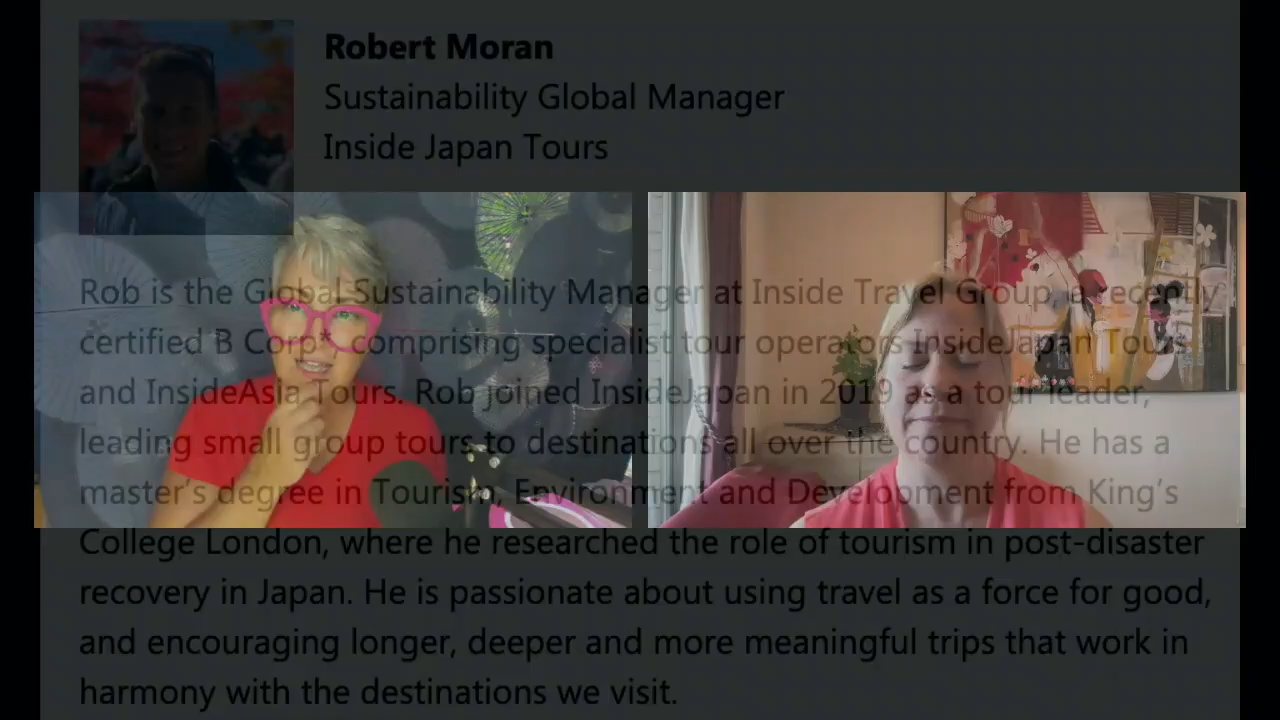 Robert Moran
Sustainability Global Manager
Inside Japan Tours
Rob is the Global Sustainability Manager at Inside Travel Group, a recently
certified B Corp*, comprising specialist tour operators InsideJapan Tours
and InsideAsia Tours. Rob joined InsideJapan in 2019 as a tour leader,
leading small group tours to destinations all over the country. He has a
master’s degree in Tourism, Environment and Development from King’s
College London, where he researched the role of tourism in post-disaster
recovery in Japan. He is passionate about using travel as a force for good,
and encouraging longer, deeper and more meaningful trips that work in
harmony with the destinations we visit.